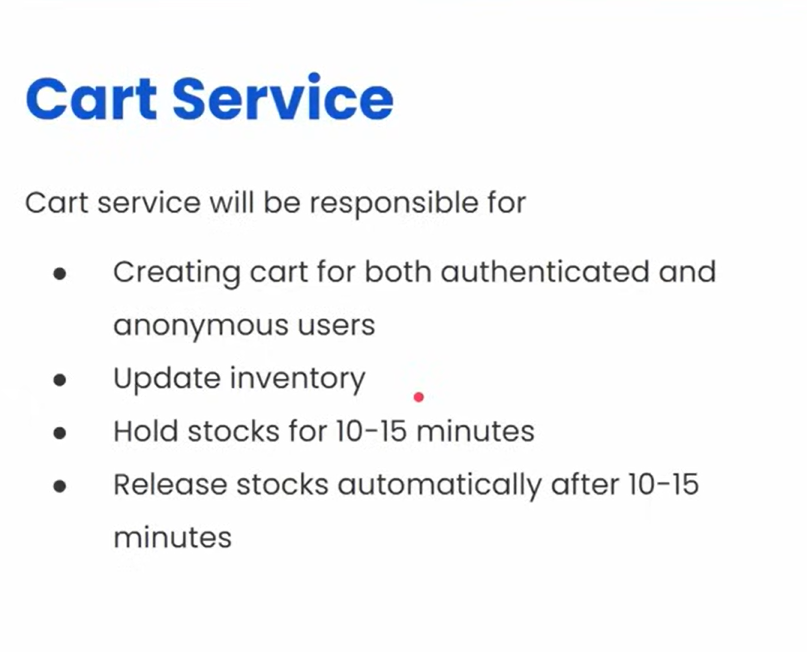 Cart Service
Cart service will be responsible for
● Creating cart for both authenticated and
anonymous users
● Update inventory
● Hold stocks for 10-15 minutes
● Release stocks automatically after 10-15
minutes